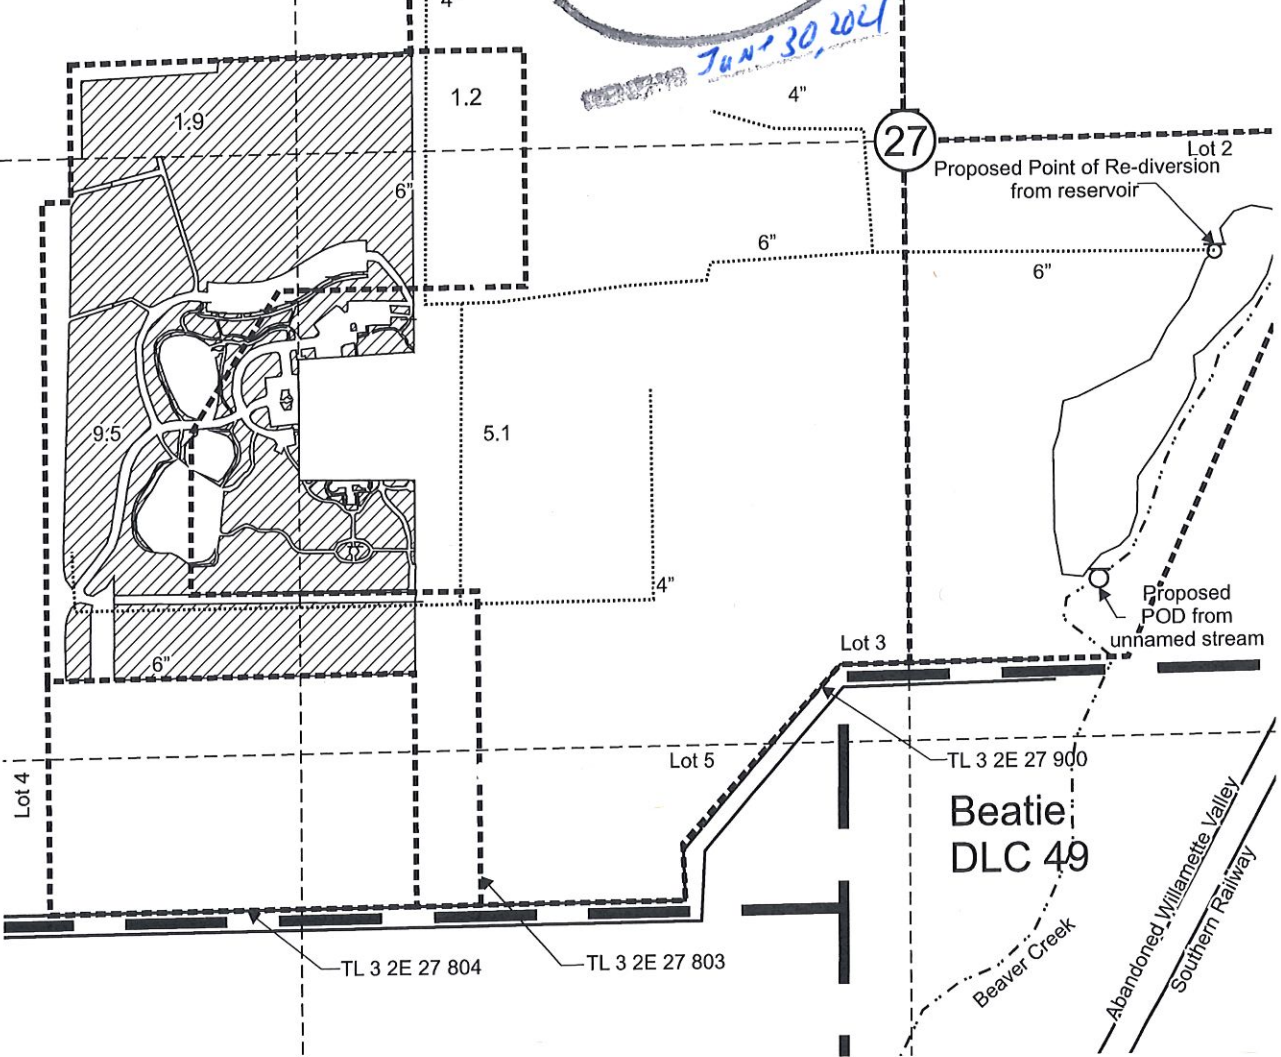 4"
June 30, 2021
1.2
4"
1.9
27
Lot 2
Proposed Point of Re-diversion
from reservoir
6"
6"
6"
9.5
5.1
4"
Proposed
POD from
unnamed stream
6"
Lot 3
Lot 5
TL 3 2E 27 900
Lot 4
Beatie
DLC 49
Abandoned Willamette Valley
Southern Railway
Beaver Creek
TL 3 2E 27 804
TL 3 2E 27 803